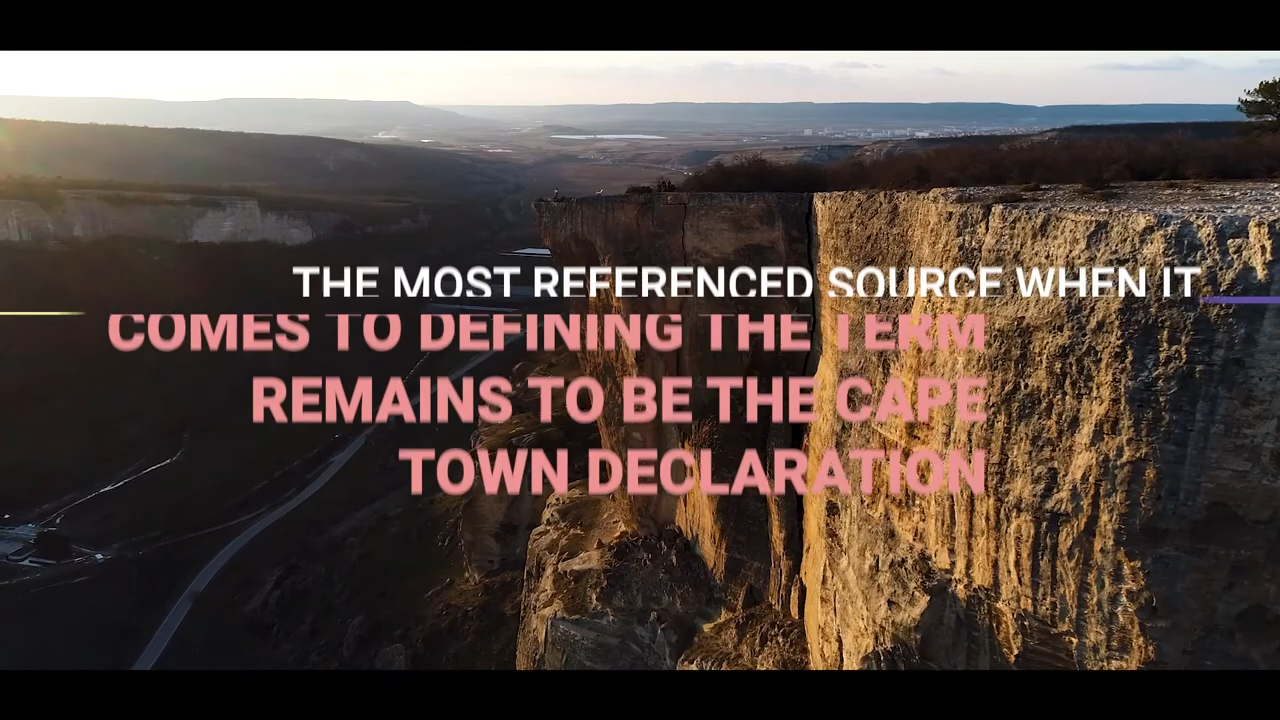 THE MOST REFERENCED SOURCE WHEN IT
COMES TO DEFINING THE TERM
REMAINS TO BE THE CAPE
TOWN DECLARATION